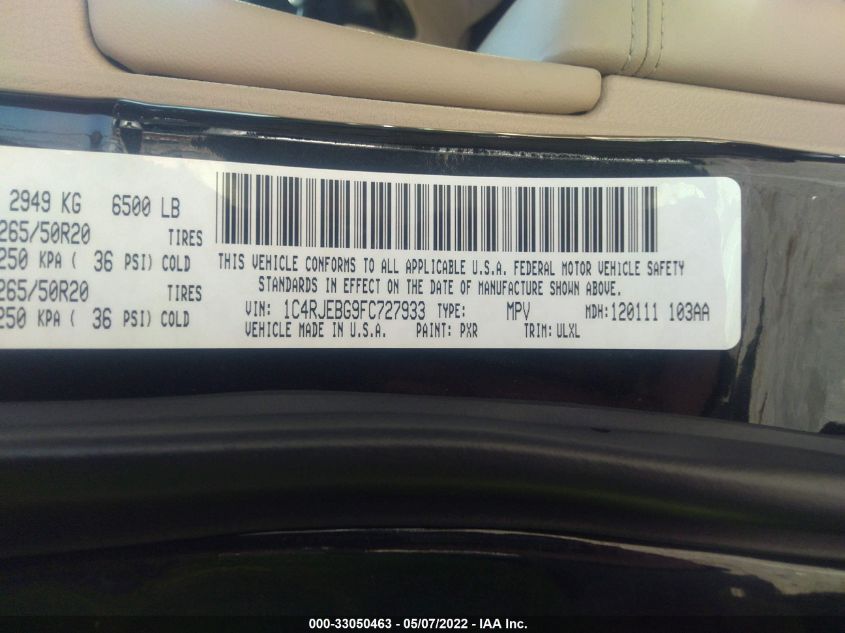 2949 KG 6500 LB
265/50R20 TIRES
250 KPA ( 36 PSI) COLD
265/50R20 TIRES
250 KPA ( 36 PSI) COLD
THIS VEHICLE CONFORMS TO ALL APPLICABLE U.S.A. FEDERAL MOTOR VEHICLE SAFETY
STANDARDS IN EFFECT ON THE DATE OF MANUFACTURE SHOWN ABOVE.
VIN: 1C4RJEBG9FC727933 TYPE: MPV MDH:120111 103AA
VEHICLE MADE IN U.S.A. PAINT: PXR TRIM: ULXL
000-33050463 - 05/07/2022 - IAA Inc.